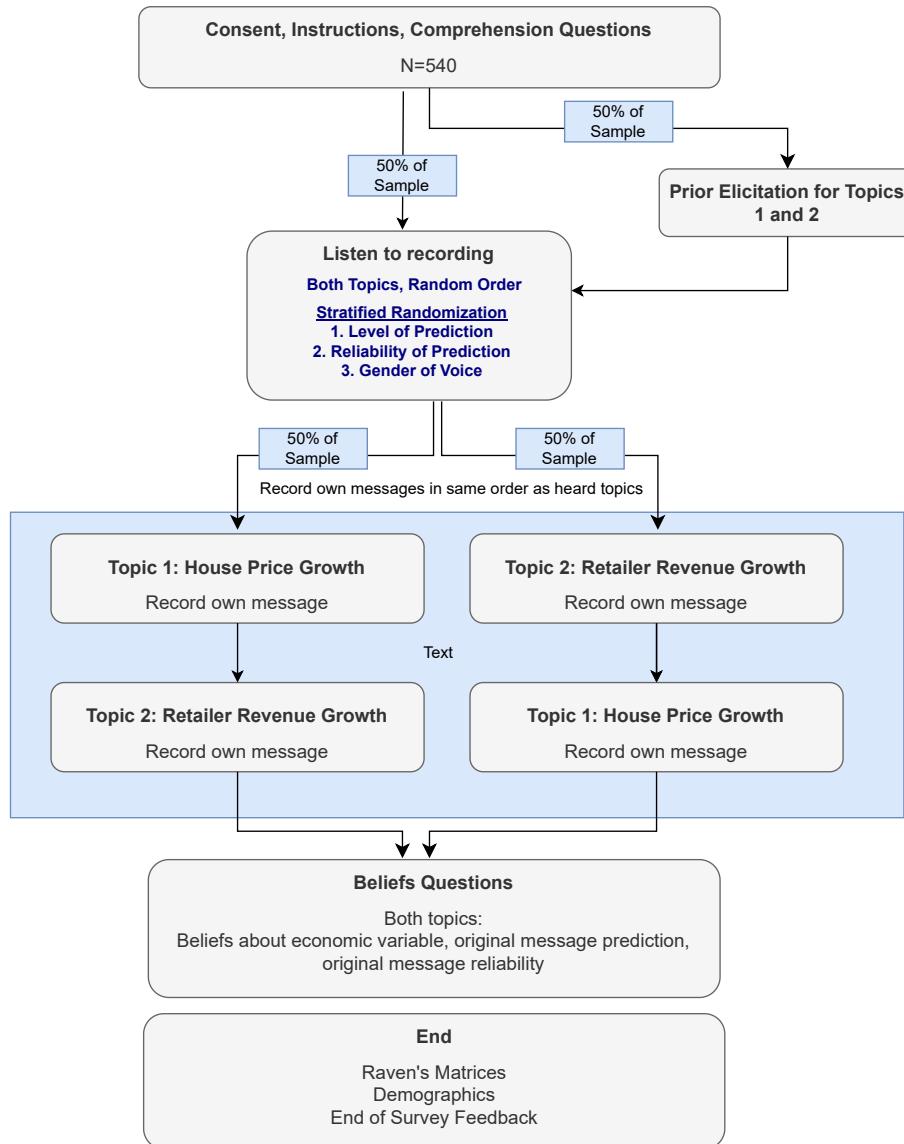 Consent, Instructions, Comprehension Questions
N=540
50% of
Sample
50% of
Sample
Prior Elicitation for Topics
1 and 2
Listen to recording
Both Topics, Random Order
Stratified Randomization
1. Level of Prediction
2. Reliability of Prediction
3. Gender of Voice
50% of
Sample
50% of
Sample
Record own messages in same order as heard topics
Topic 1: House Price Growth
Record own message
Topic 2: Retailer Revenue Growth
Record own message
Text
Topic 2: Retailer Revenue Growth
Record own message
Topic 1: House Price Growth
Record own message
Beliefs Questions
Both topics:
Beliefs about economic variable, original message prediction,
original message reliability
End
Raven's Matrices
Demographics
End of Survey Feedback